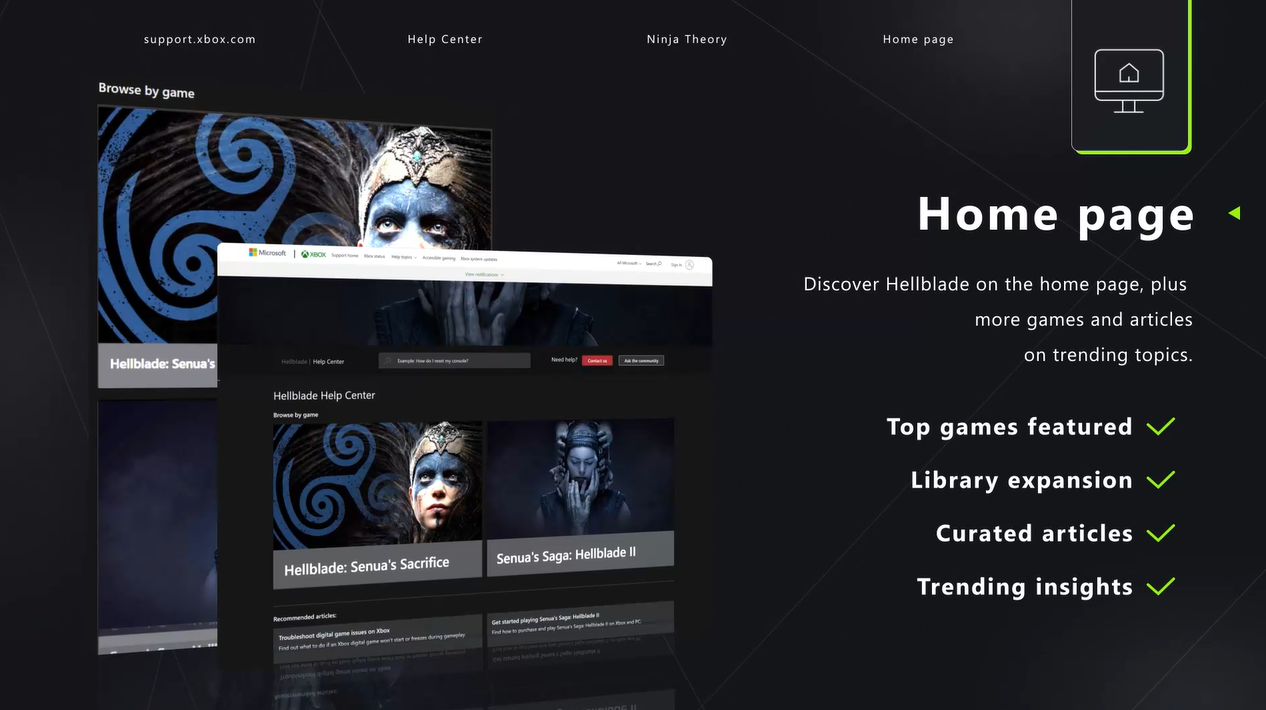 support.xbox.com
Help Center
Ninja Theory
Home page
Browse by game
Hellblade: Senua's
Microsoft
XBOX
Support home
Xbox status
Help topics
Accessible gaming
Xbox system updates
All Microsoft
Search
Sign in
View notifications
Hellblade | Help Center
Example: How do I reset my console?
Need help?
Contact us
Ask the community
Hellblade Help Center
Browse by game
Hellblade: Senua's Sacrifice
Senua's Saga: Hellblade II
Recommended articles:
Troubleshoot digital game issues on Xbox
Find out what to do if an Xbox digital game won't start or freezes during gameplay
Get started playing Senua's Saga: Hellblade II
Find how to purchase and play Senua's Saga: Hellblade II on Xbox and PC
Home page
Discover Hellblade on the home page, plus
more games and articles
on trending topics.
Top games featured
Library expansion
Curated articles
Trending insights